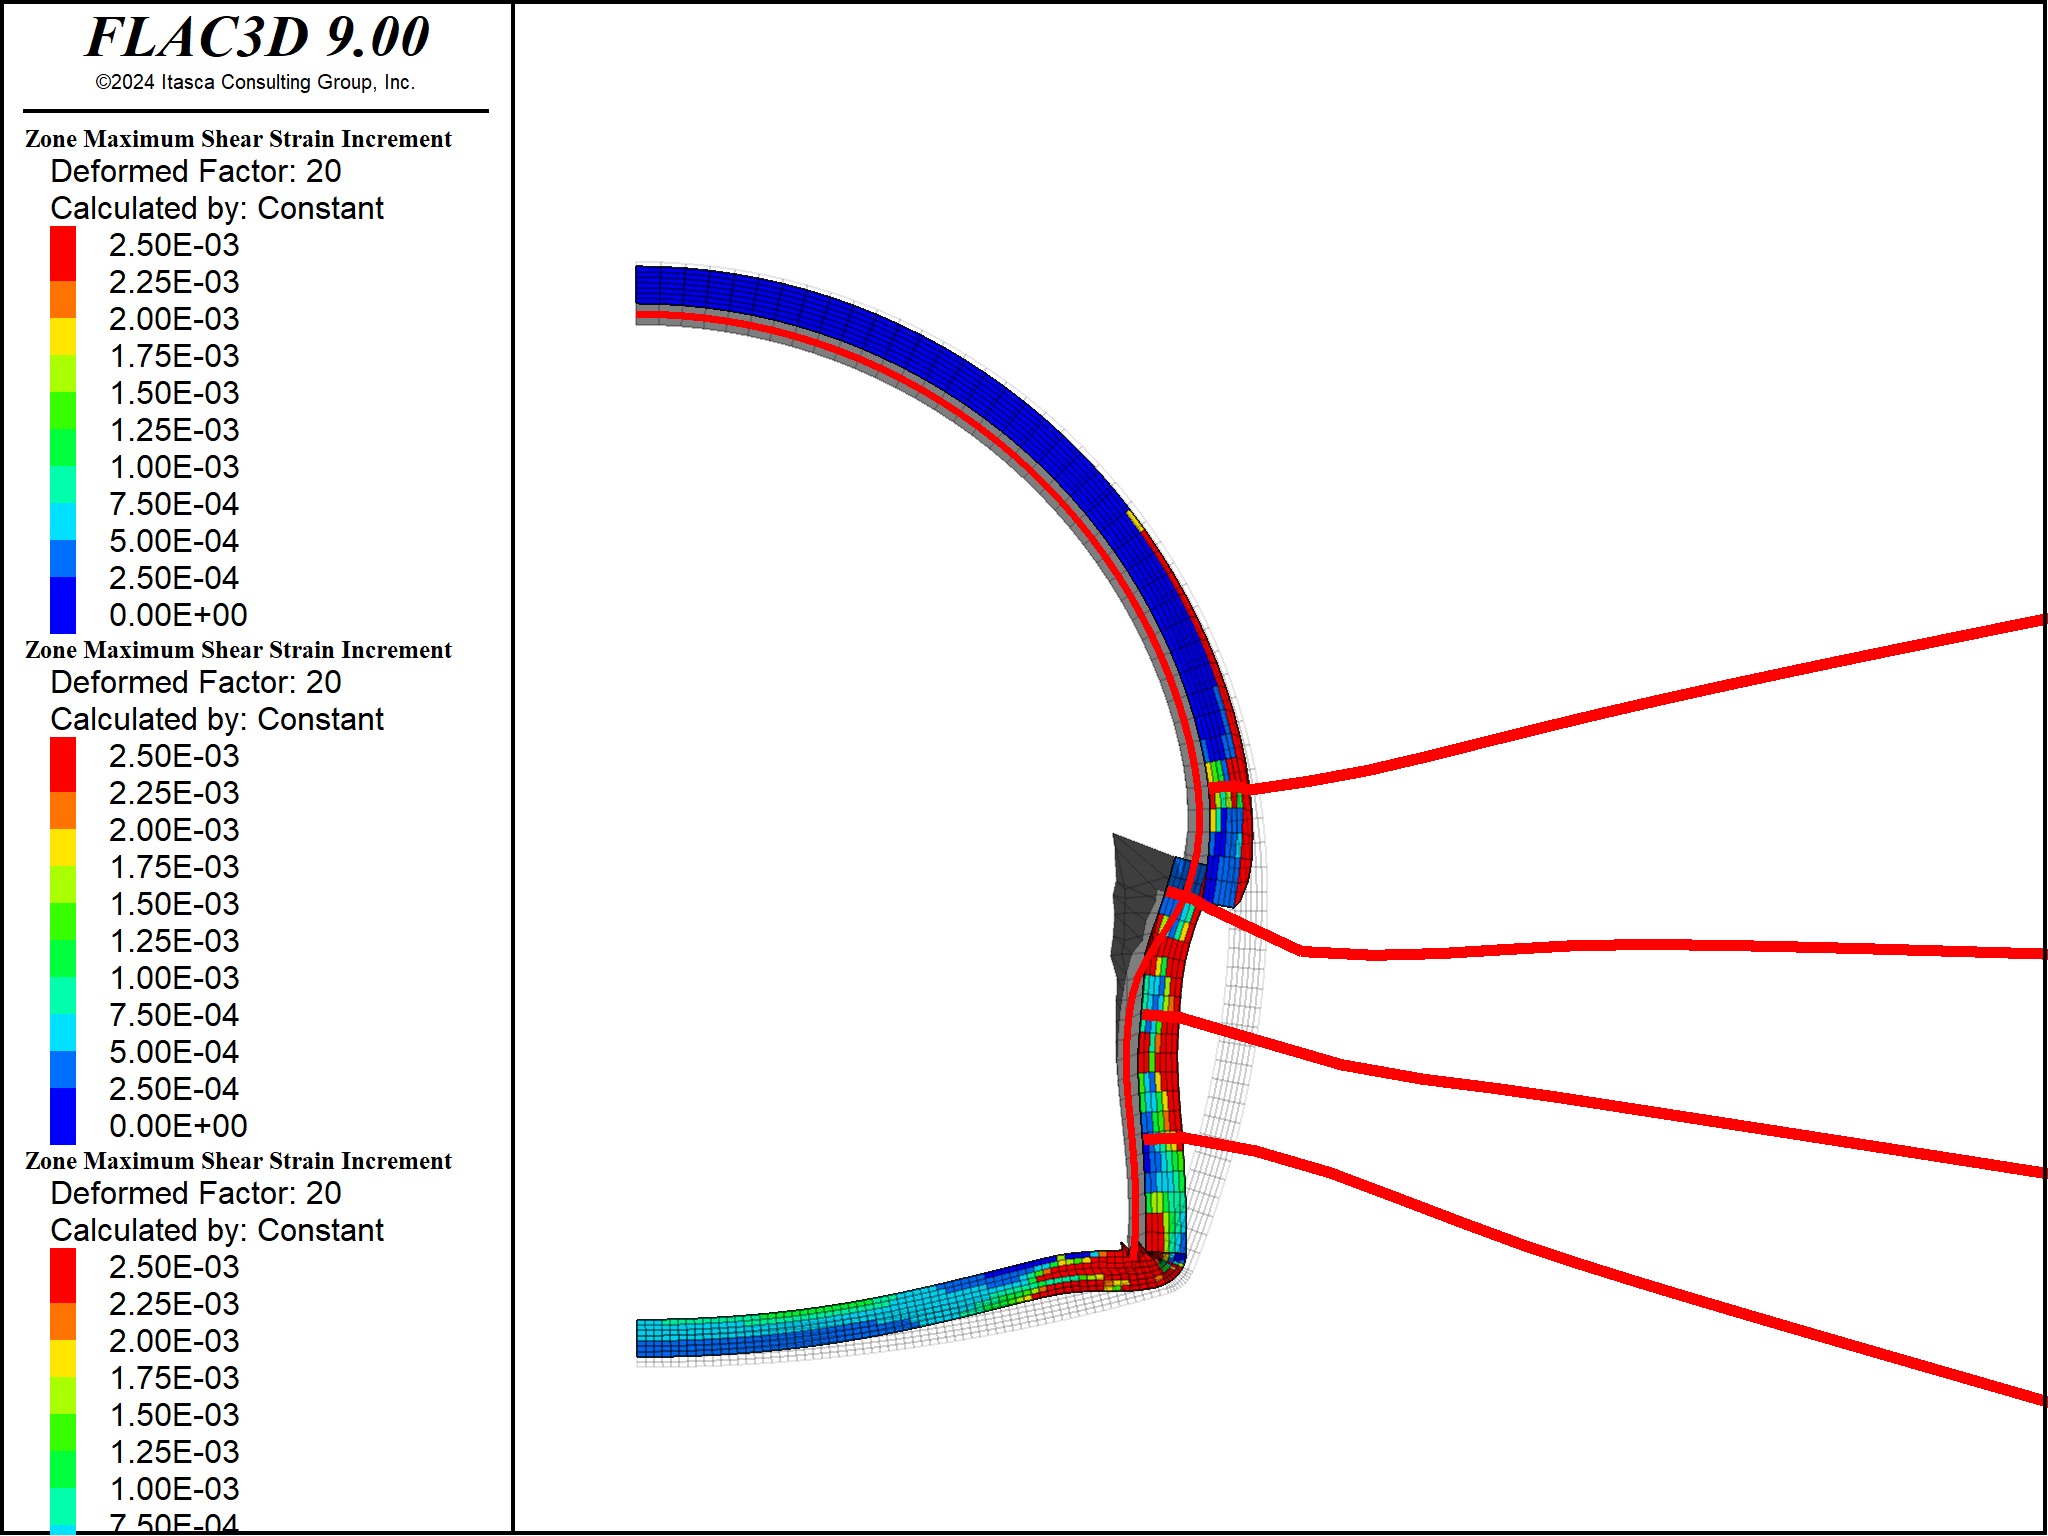 FLAC3D 9.00
©2024 Itasca Consulting Group, Inc.
Zone Maximum Shear Strain Increment
Deformed Factor: 20
Calculated by: Constant
2.50E-03
2.25E-03
2.00E-03
1.75E-03
1.50E-03
1.25E-03
1.00E-03
7.50E-04
5.00E-04
2.50E-04
0.00E+00
Zone Maximum Shear Strain Increment
Deformed Factor: 20
Calculated by: Constant
2.50E-03
2.25E-03
2.00E-03
1.75E-03
1.50E-03
1.25E-03
1.00E-03
7.50E-04
5.00E-04
2.50E-04
0.00E+00
Zone Maximum Shear Strain Increment
Deformed Factor: 20
Calculated by: Constant
2.50E-03
2.25E-03
2.00E-03
1.75E-03
1.50E-03
1.25E-03
1.00E-03
7.50E-04